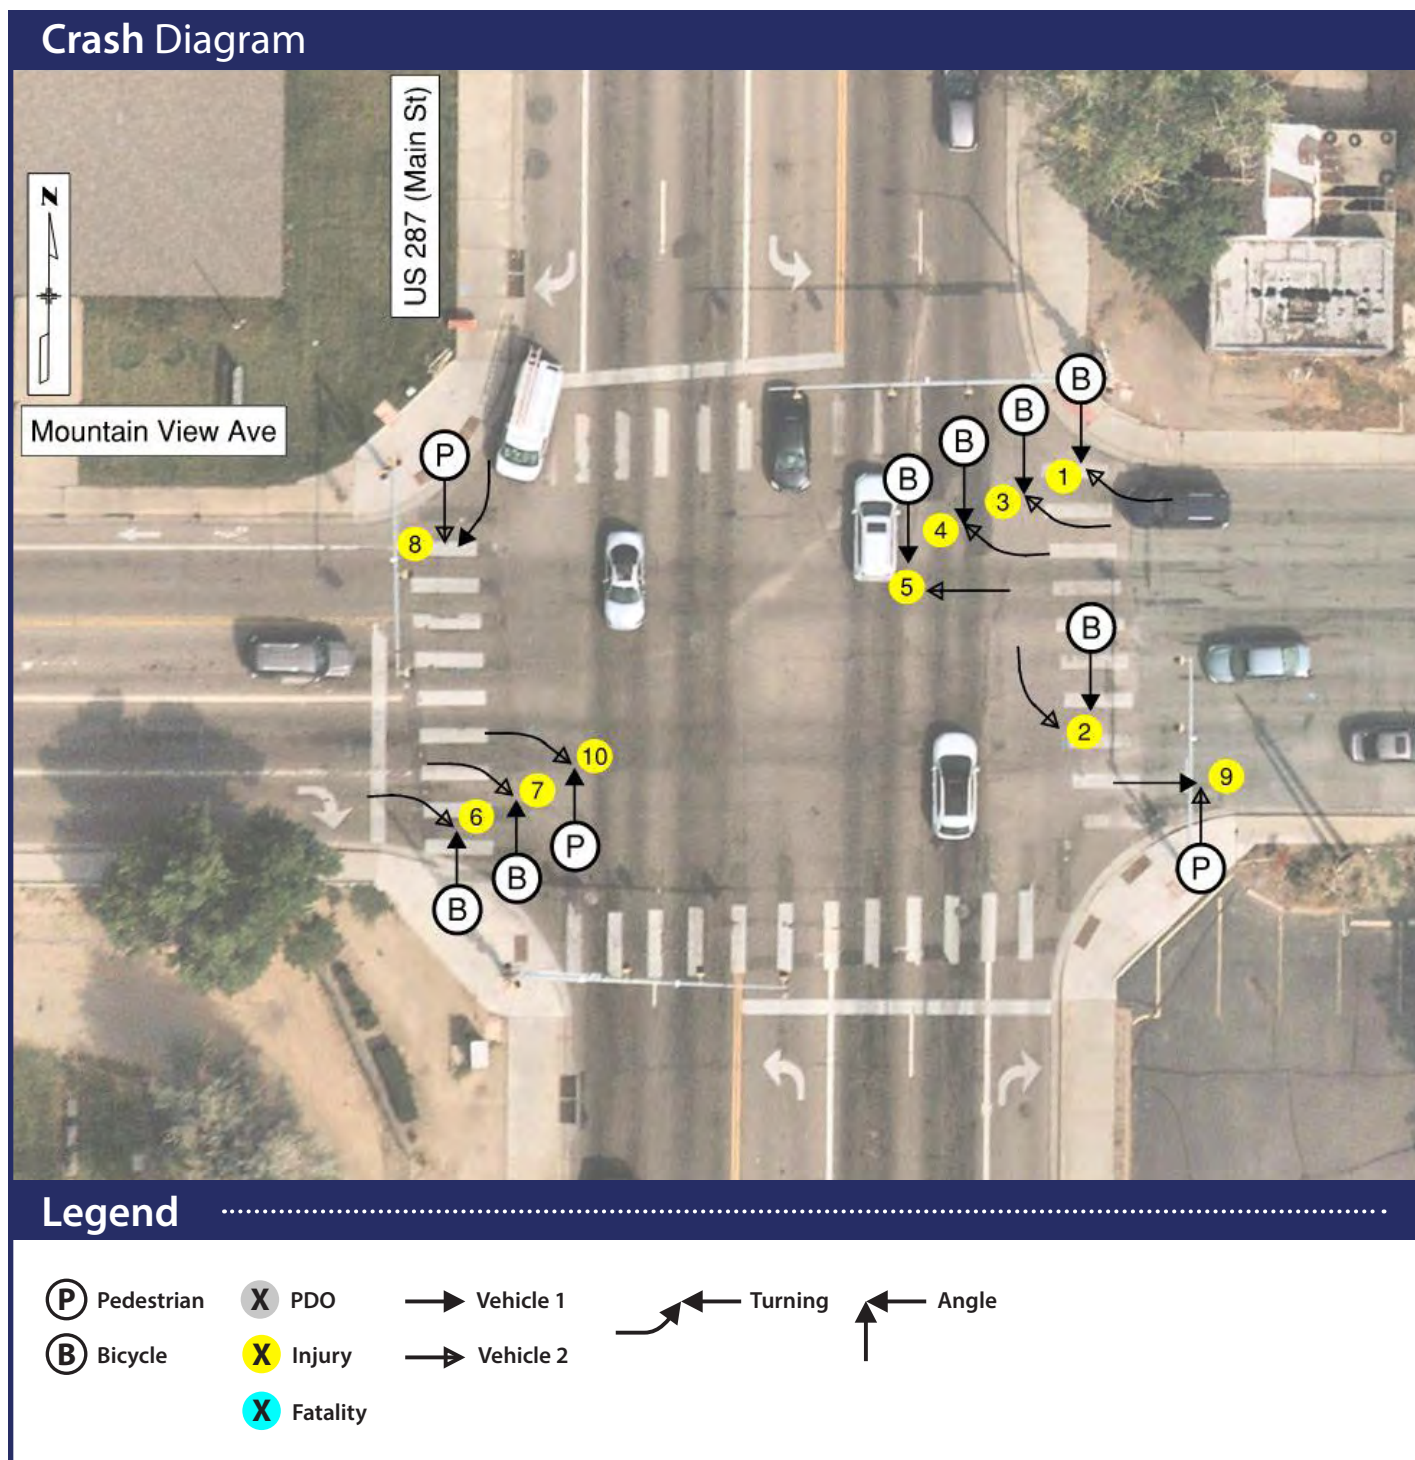 Crash Diagram
US 287 (Main St)
N
Mountain View Ave
B
B
B
B
P
1
3
4
8
5
B
2
10
9
7
6
P
P
B
B
Legend
P Pedestrian
X PDO
Vehicle 1
Turning
Angle
B Bicycle
X Injury
Vehicle 2
X Fatality